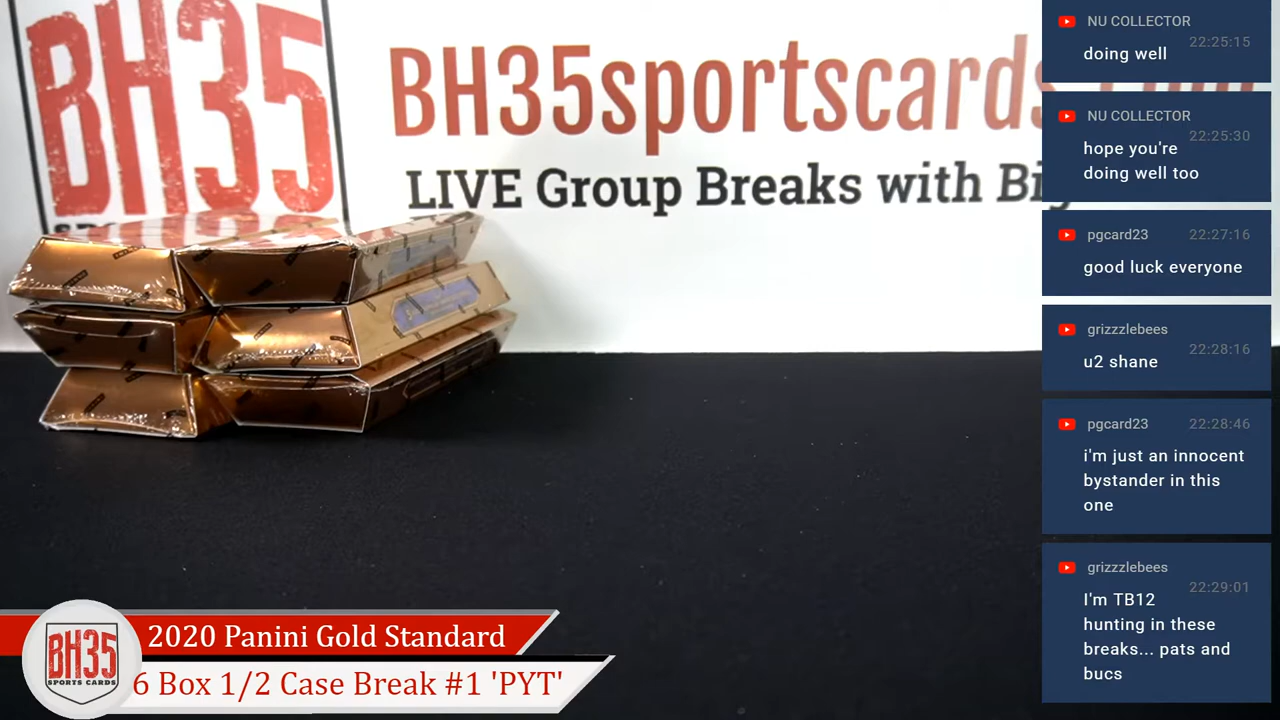 BH35
BH35sportscards
LIVE Group Breaks with
NU COLLECTOR
22:25:15
doing well
NU COLLECTOR
22:25:30
hope you're
doing well too
pgcard23 22:27:16
good luck everyone
grizzzlebees
22:28:16
u2 shane
pgcard23 22:28:46
i'm just an innocent
bystander in this
one
grizzzlebees
22:29:01
I'm TB12
hunting in these
breaks... pats and
bucs
2020 Panini Gold Standard
6 Box 1/2 Case Break #1 'PYT'
BH35
SPORTS CARDS